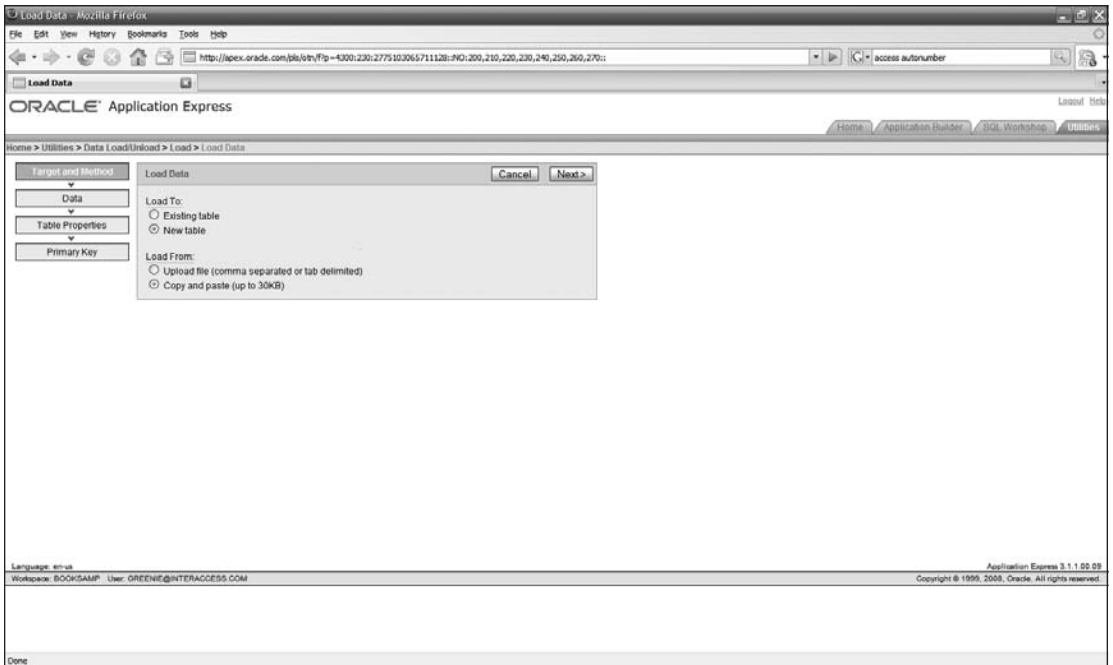 Load Data - Mozilla Firefox
File Edit View History Bookmarks Tools Help
http://apex.oracle.com/pls/otn/f?p=4000:230:2775103065711128::NO:200,210,220,230,240,250,260,270::
access autonumber
Load Data
ORACLE Application Express
Logout Help
Home Application Builder SQL Workshop Utilities
Home > Utilities > Data Load/Unload > Load > Load Data
Target and Method
Data
Table Properties
Primary Key
Load Data
Cancel Next >
Load To:
Existing table
New table
Load From:
Upload file (comma separated or tab delimited)
Copy and paste (up to 30KB)
Language: en-us
Application Express 3.1.1.00.09
Workspace: BOOKSAMP User: GREENIE@INTERACCESS.COM
Copyright © 1999, 2008, Oracle. All rights reserved.
Done